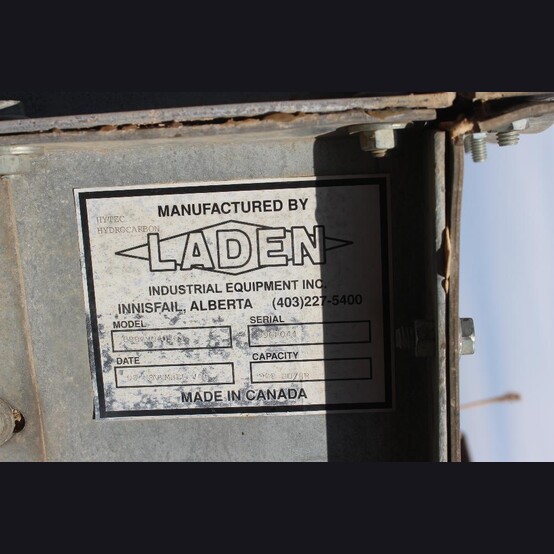 MANUFACTURED BY
HYTEC
HYDROCARBON
LADEN
INDUSTRIAL EQUIPMENT INC.
INNISFAIL, ALBERTA (403)227-5400
MODEL SERIAL
DATE CAPACITY
MADE IN CANADA